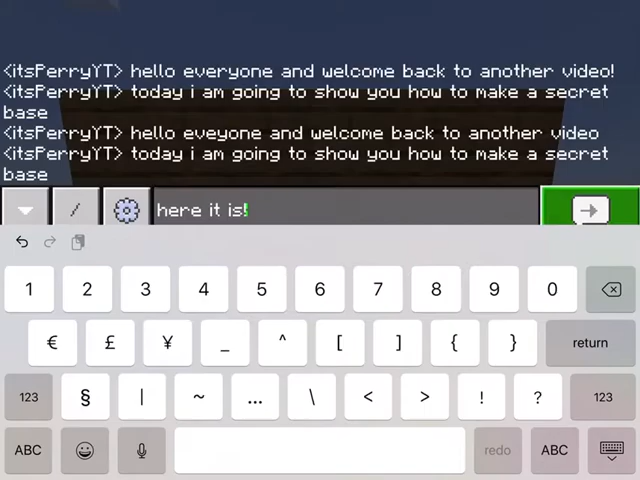 <itsPerryYT> hello everyone and welcome back to another video!
<itsPerryYT> today i am going to show you how to make a secret
base
<itsPerryYT> hello eveyone and welcome back to another video
<itsPerryYT> today i am going to show you how to make a secret
base
/ here it is!
1 2 3 4 5 6 7 8 9 0
€ £ ¥ _ ^ [ ] { } return
123 § | ~ ... \ < > ! ? 123
ABC redo ABC